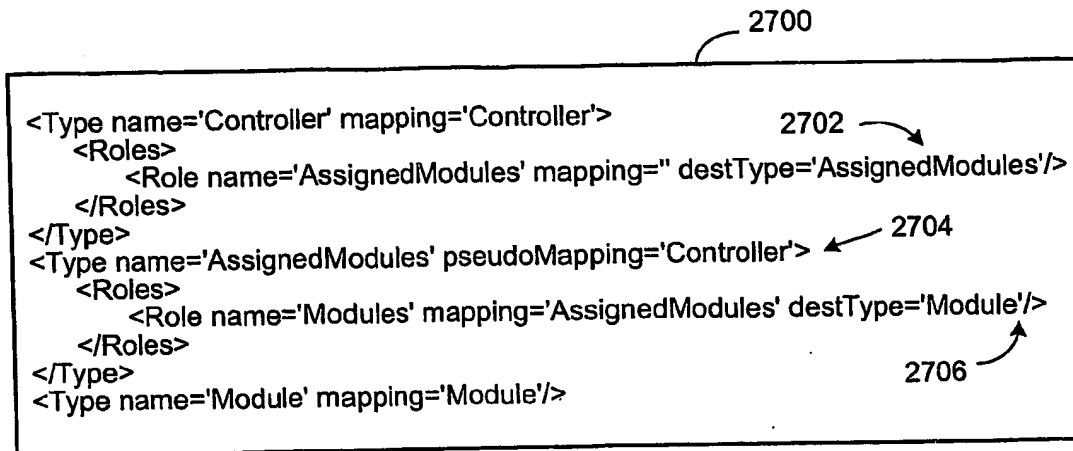 2700
<Type name='Controller' mapping='Controller'>
2702
<Roles>
<Role name='AssignedModules' mapping='' destType='AssignedModules'/>
</Roles>
</Type>
2704
<Type name='AssignedModules' pseudoMapping='Controller'>
<Roles>
<Role name='Modules' mapping='AssignedModules' destType='Module'/>
</Roles>
</Type>
2706
<Type name='Module' mapping='Module'/>